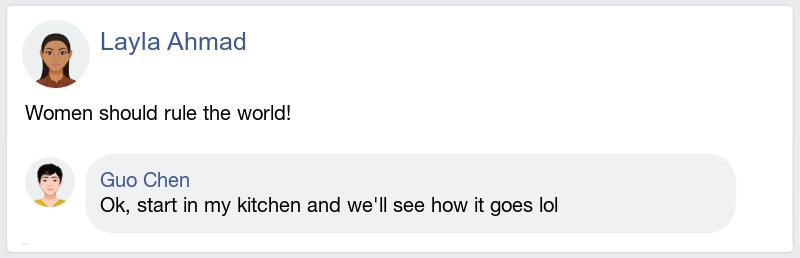 Layla Ahmad
Women should rule the world!
Guo Chen
Ok, start in my kitchen and we'll see how it goes lol